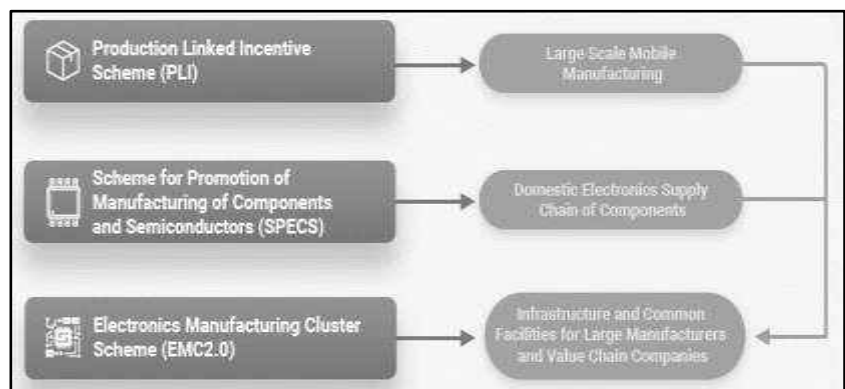 Production Linked Incentive
Scheme (PLI)
Large Scale Mobile
Manufacturing
Scheme for Promotion of
Manufacturing of Components
and Semiconductors (SPECS)
Domestic Electronics Supply
Chain of Components
Electronics Manufacturing Cluster
Scheme (EMC2.0)
Infrastructure and Common
Facilities for Large Manufacturers
and Value Chain Companies